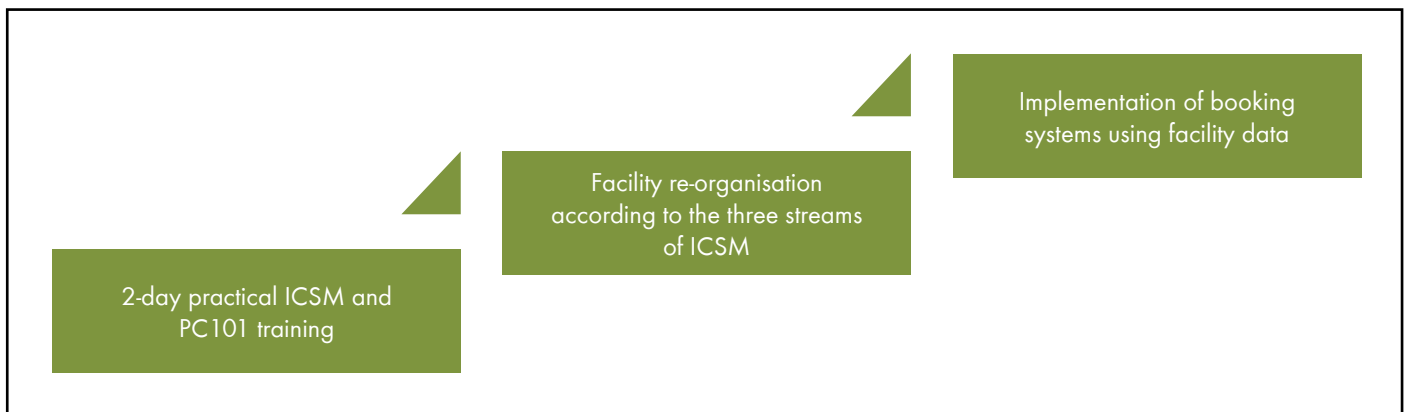 2-day practical ICSM and
PC101 training
Facility re-organisation
according to the three streams
of ICSM
Implementation of booking
systems using facility data